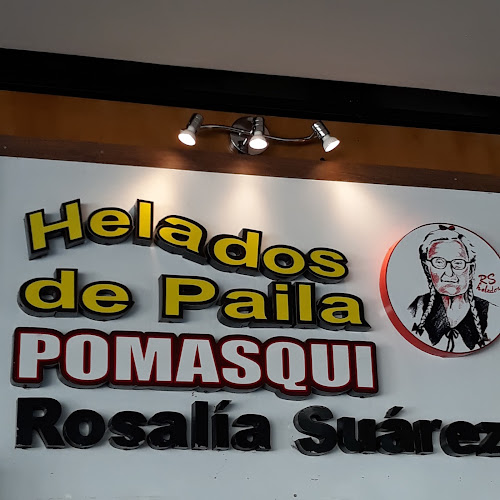 Helados
de Paila
POMASQUI
Rosalía Suárez
RS